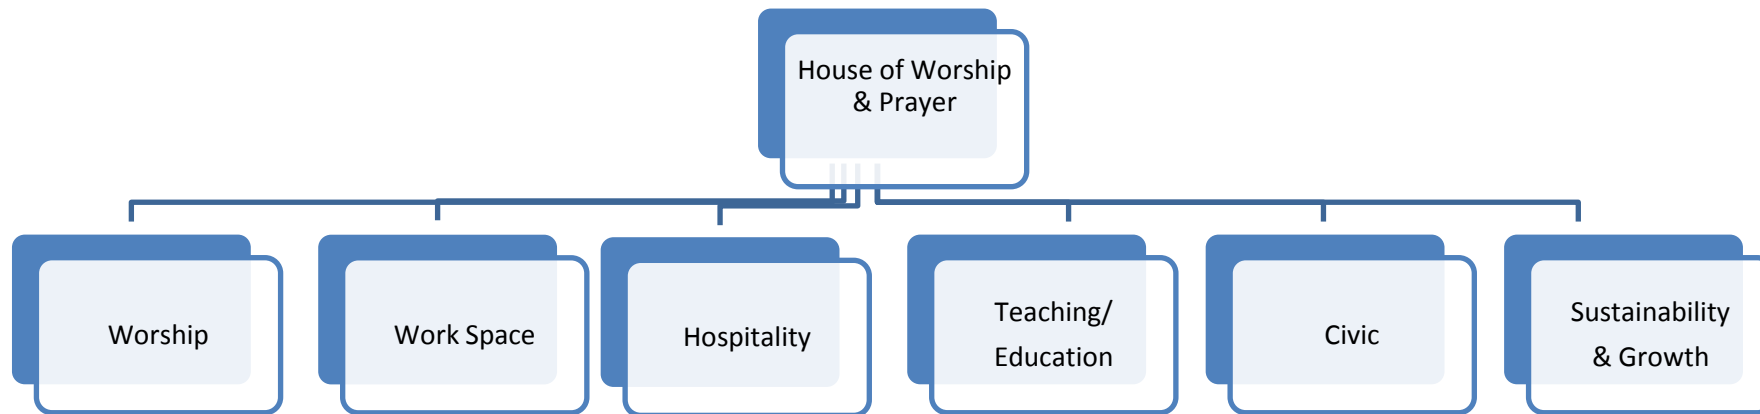 House of Worship
& Prayer
Worship
Work Space
Hospitality
Teaching/
Education
Civic
Sustainability
& Growth